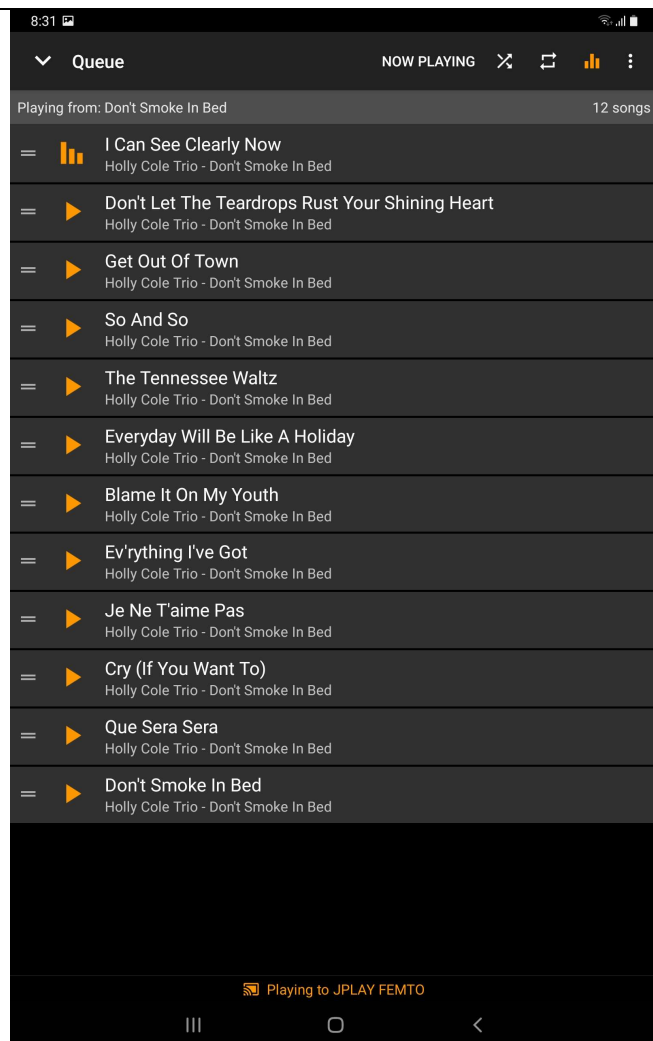 8:31
Queue
NOW PLAYING
Playing from: Don't Smoke In Bed
12 songs
I Can See Clearly Now
Holly Cole Trio - Don't Smoke In Bed
Don't Let The Teardrops Rust Your Shining Heart
Holly Cole Trio - Don't Smoke In Bed
Get Out Of Town
Holly Cole Trio - Don't Smoke In Bed
So And So
Holly Cole Trio - Don't Smoke In Bed
The Tennessee Waltz
Holly Cole Trio - Don't Smoke In Bed
Everyday Will Be Like A Holiday
Holly Cole Trio - Don't Smoke In Bed
Blame It On My Youth
Holly Cole Trio - Don't Smoke In Bed
Ev'rything I've Got
Holly Cole Trio - Don't Smoke In Bed
Je Ne T'aime Pas
Holly Cole Trio - Don't Smoke In Bed
Cry (If You Want To)
Holly Cole Trio - Don't Smoke In Bed
Que Sera Sera
Holly Cole Trio - Don't Smoke In Bed
Don't Smoke In Bed
Holly Cole Trio - Don't Smoke In Bed
Playing to JPLAY FEMTO